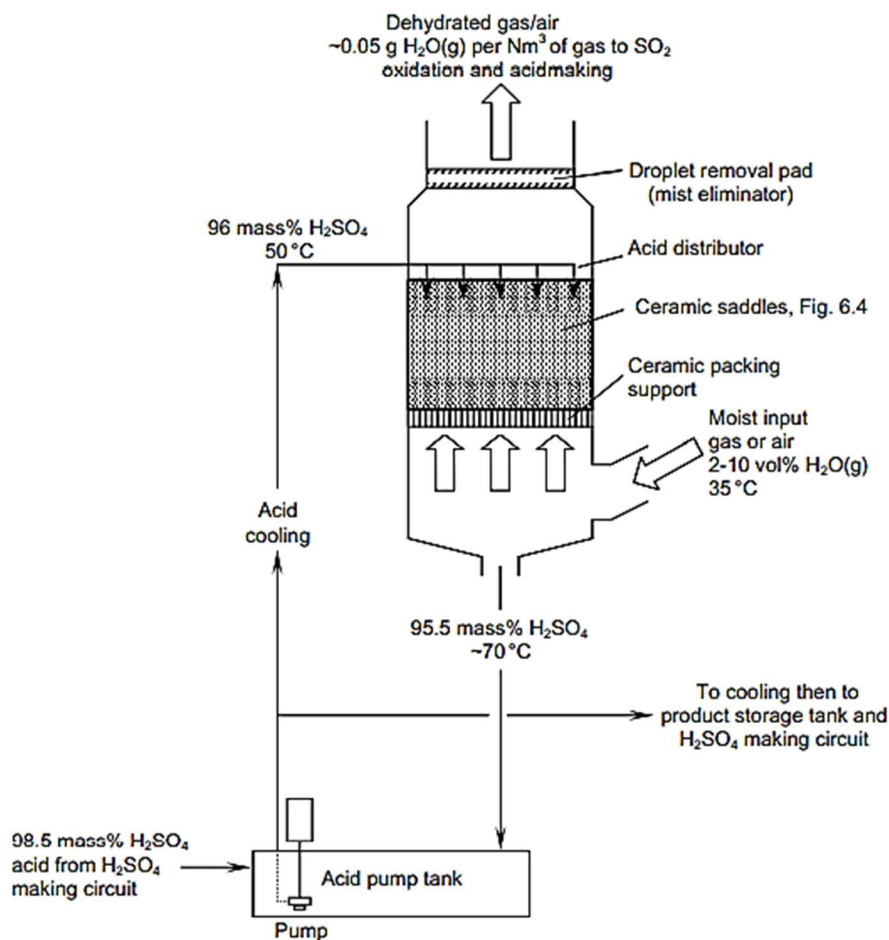 Dehydrated gas/air
~0.05 g H₂O(g) per Nm³ of gas to SO₂
oxidation and acidmaking
Droplet removal pad
(mist eliminator)
96 mass% H₂SO₄
50°C
Acid distributor
Ceramic saddles, Fig. 6.4
Ceramic packing
support
Moist input
gas or air
2-10 vol% H₂O(g)
35°C
Acid
cooling
95.5 mass% H₂SO₄
~70°C
To cooling then to
product storage tank and
H₂SO₄ making circuit
98.5 mass% H₂SO₄
acid from H₂SO₄
making circuit
Acid pump tank
Pump